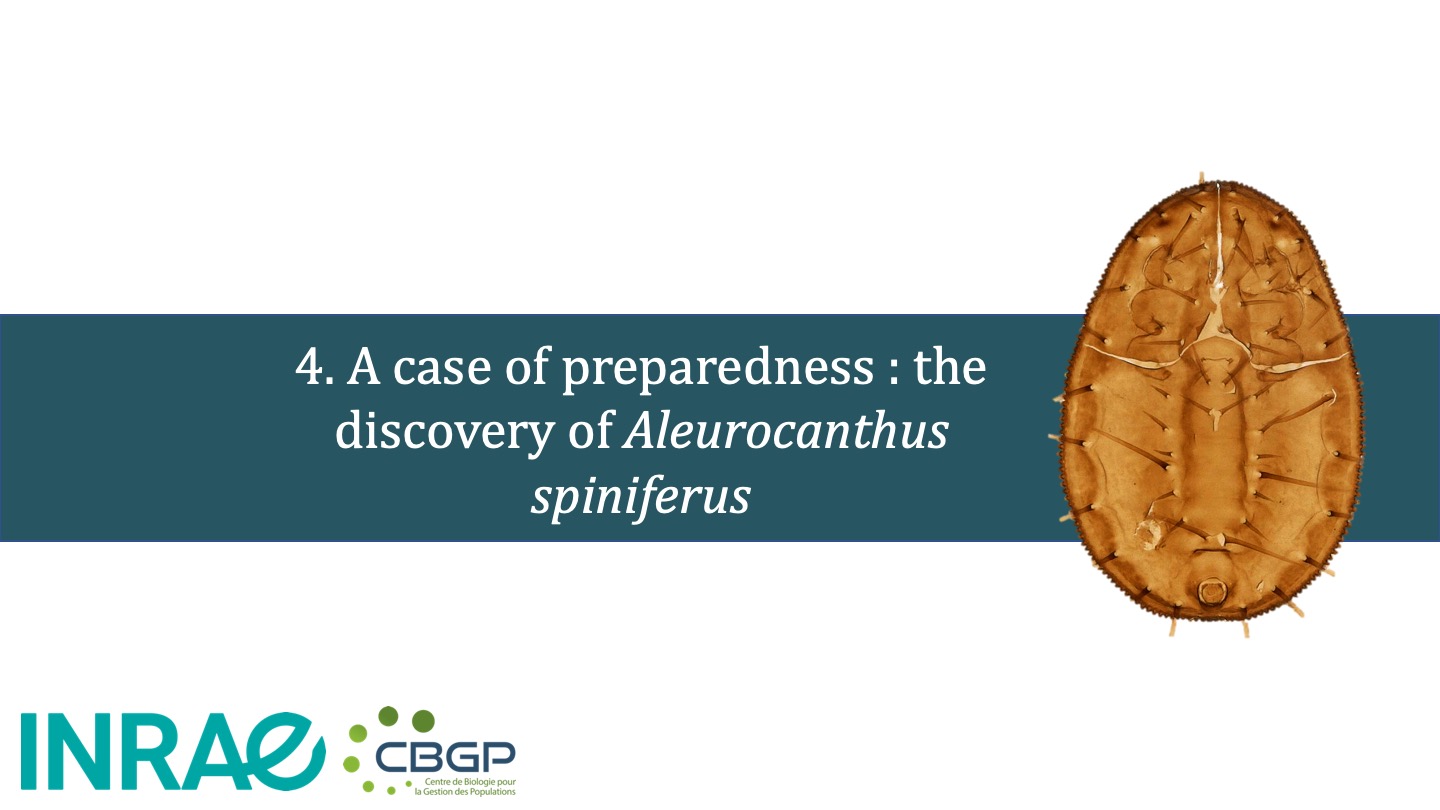 4. A case of preparedness : the
discovery of Aleurocanthus
spiniferus
INRAE
CBGP
Centre de Biologie pour
la Gestion des Populations